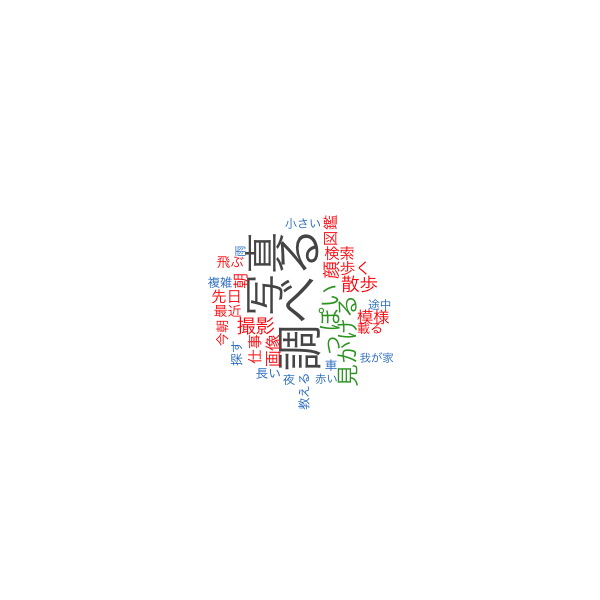 小さい
図鑑
雨
飛ぶ
写真
調べる
検索
顔
歩く
複雑
朝
散歩
先日
っぽい
見がける
途中
最近
模様
撮影
載る
今朝
仕事
画像
探す
我が家
車
長い
夜
赤い
教える